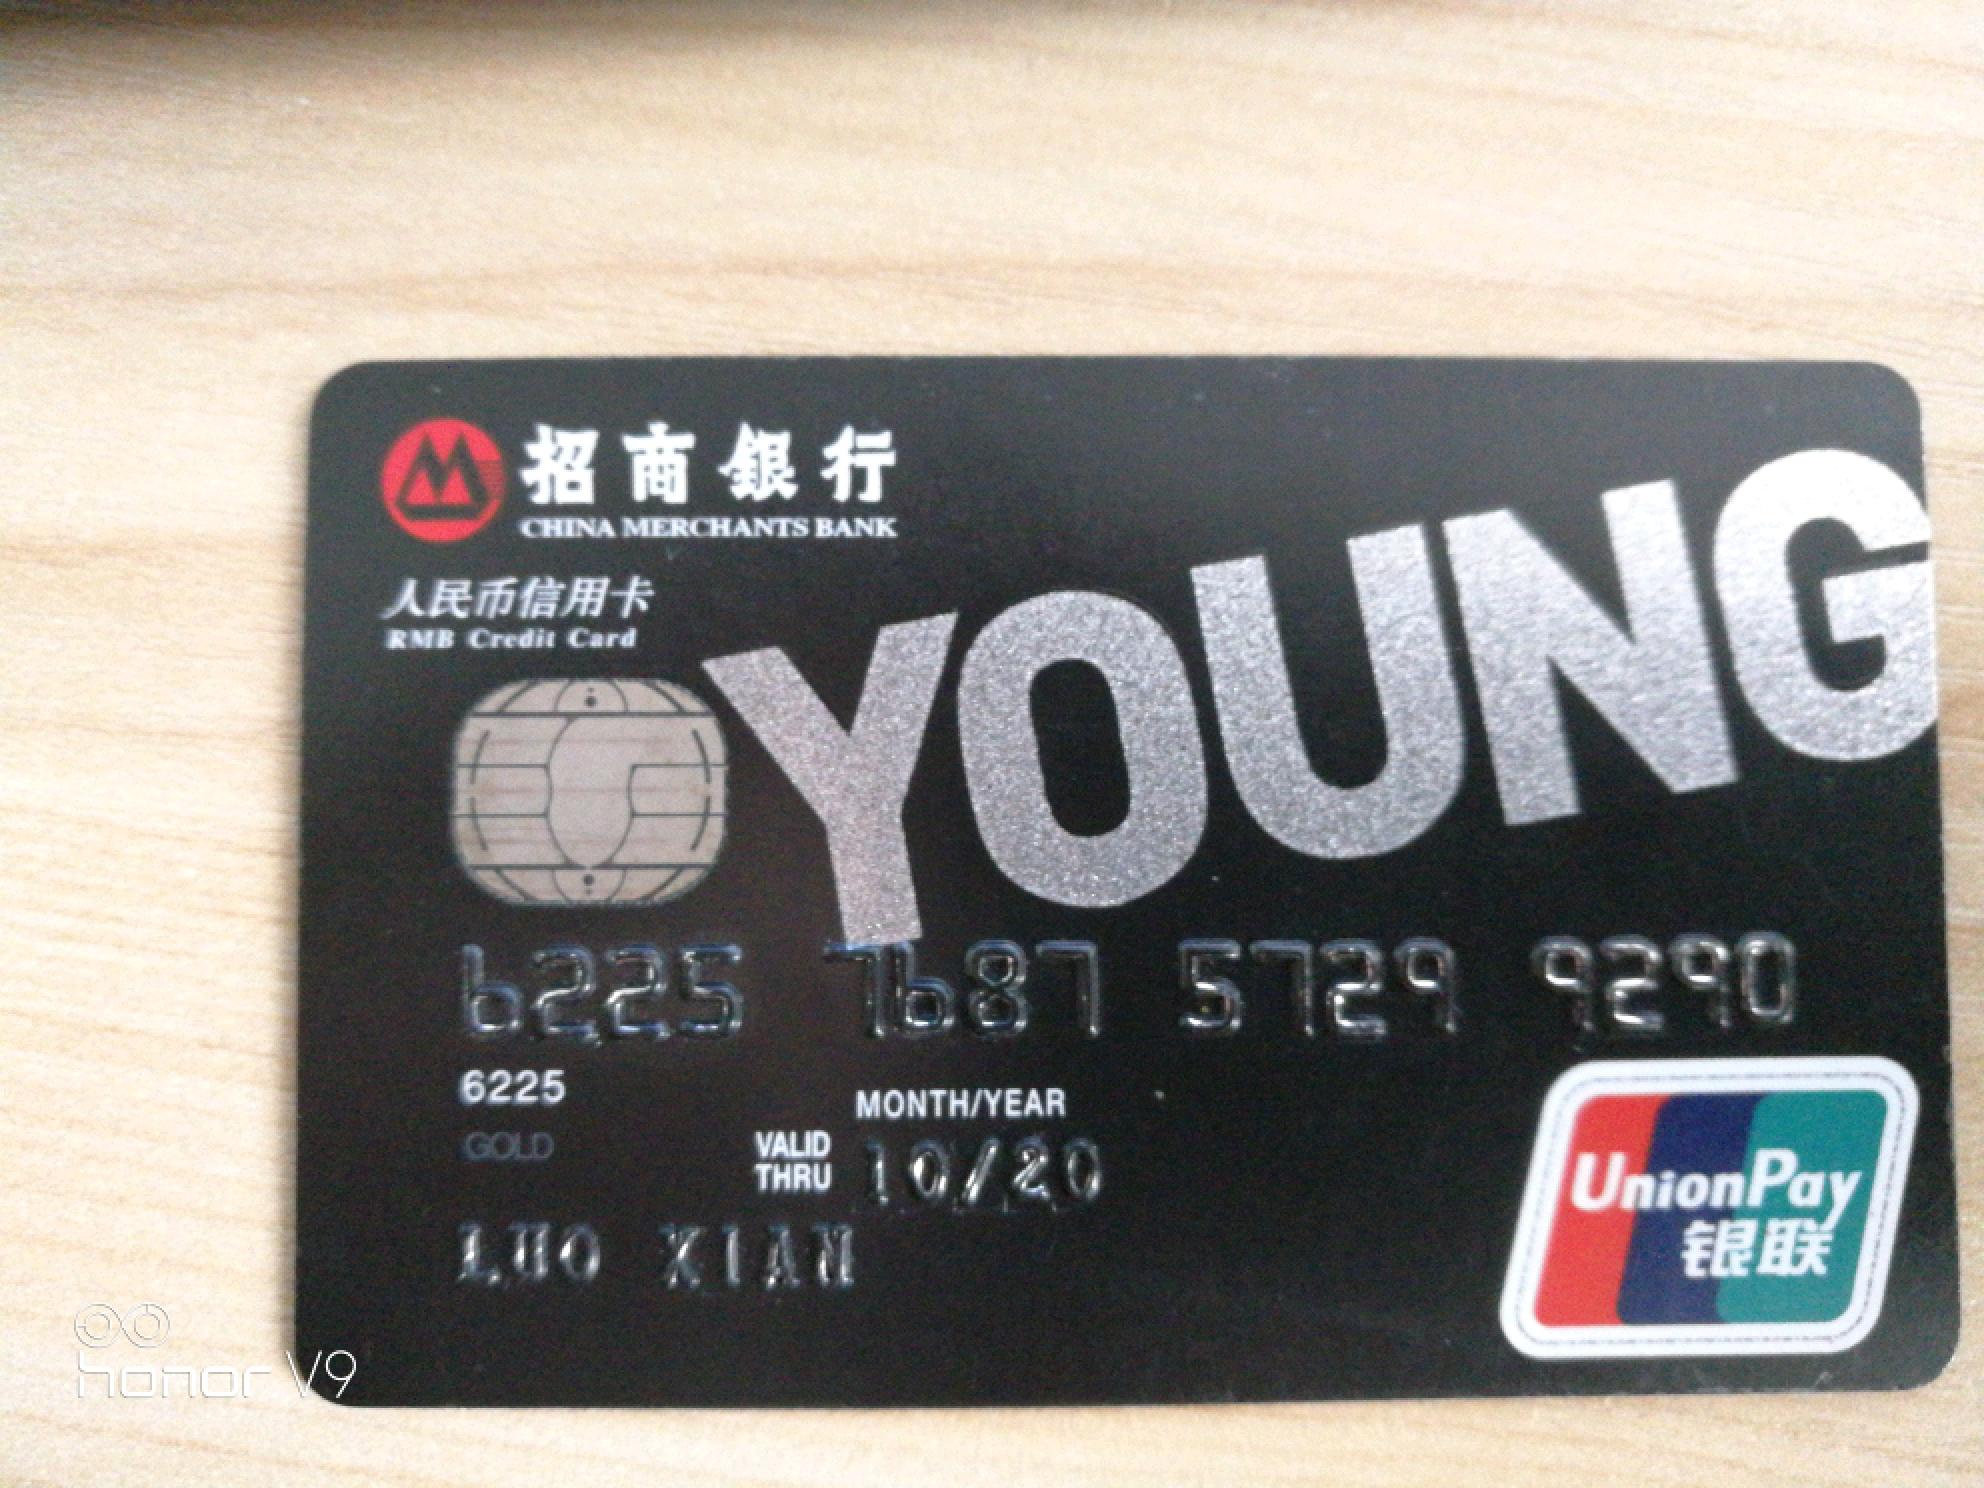 招商银行
CHINA MERCHANTS BANK
人民币信用卡
RMB Credit Card
YOUNG
6225 7687 5729 9290
6225
MONTH/YEAR
GOLD
VALID THRU 10/20
LUO XIAN
UnionPay
银联
honor V9